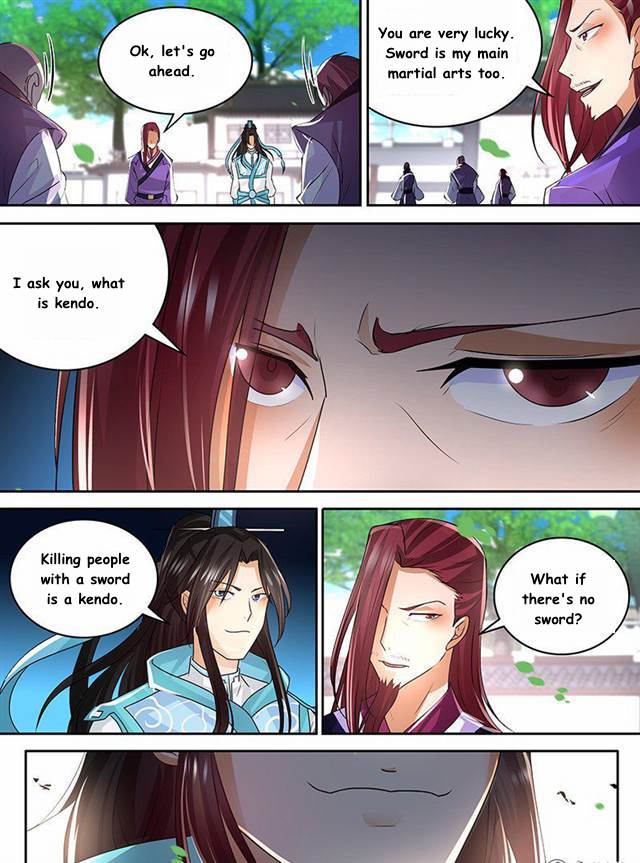 Ok, let's go
ahead.
You are very lucky.
Sword is my main
martial arts too.
I ask you, what
is kendo.
Killing people
with a sword
is a kendo.
What if
there's no
sword?